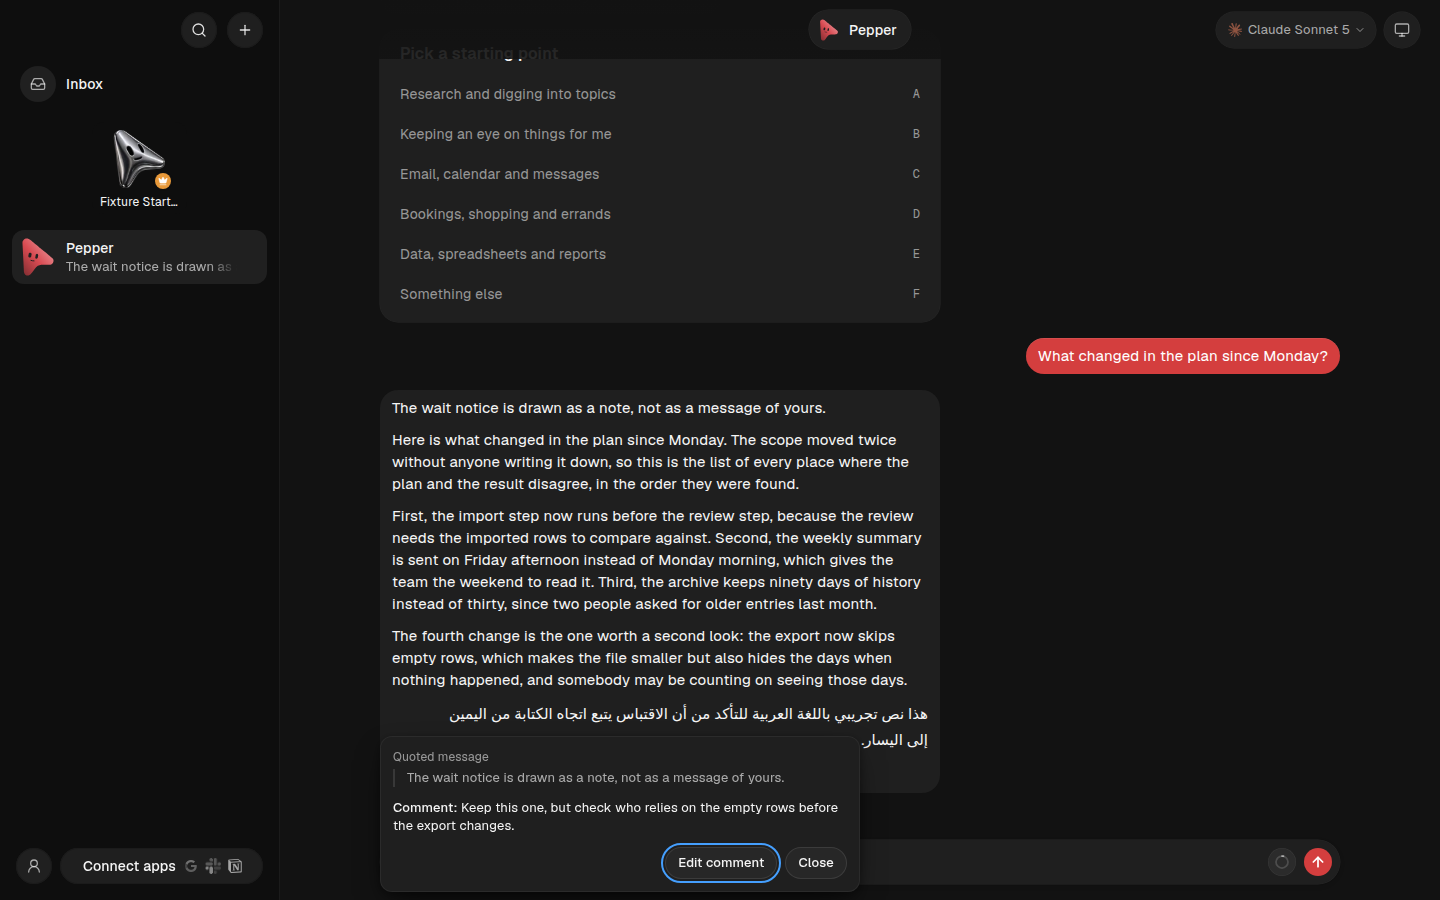 Pepper
Claude Sonnet 5
Inbox
Fixture Start...
Pepper
The wait notice is drawn as
Connect apps
Pick a starting point
Research and digging into topics A
Keeping an eye on things for me B
Email, calendar and messages C
Bookings, shopping and errands D
Data, spreadsheets and reports E
Something else F
What changed in the plan since Monday?
The wait notice is drawn as a note, not as a message of yours.
Here is what changed in the plan since Monday. The scope moved twice
without anyone writing it down, so this is the list of every place where the
plan and the result disagree, in the order they were found.
First, the import step now runs before the review step, because the review
needs the imported rows to compare against. Second, the weekly summary
is sent on Friday afternoon instead of Monday morning, which gives the
team the weekend to read it. Third, the archive keeps ninety days of history
instead of thirty, since two people asked for older entries last month.
The fourth change is the one worth a second look: the export now skips
empty rows, which makes the file smaller but also hides the days when
nothing happened, and somebody may be counting on seeing those days.
هذا نص تجريبي باللغة العربية للتأكد من أن الاقتباس يتبع اتجاه الكتابة من اليمين
إلى اليسار.
Quoted message
The wait notice is drawn as a note, not as a message of yours.
Comment: Keep this one, but check who relies on the empty rows before
the export changes.
Edit comment
Close